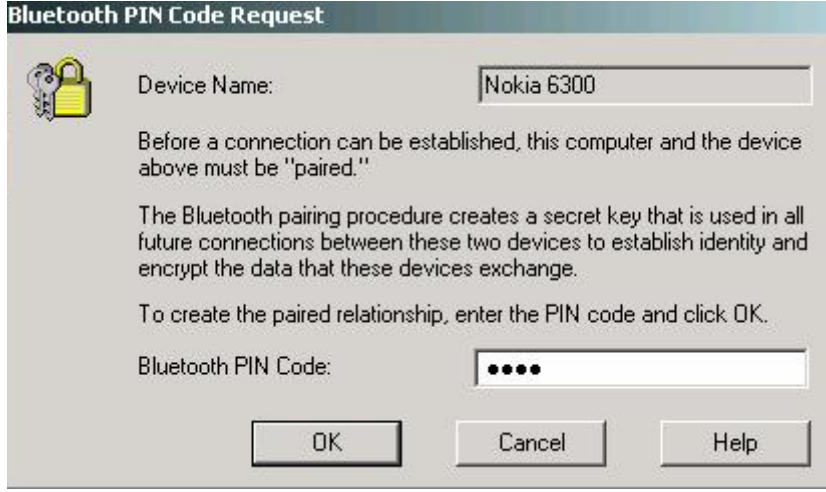 Bluetooth PIN Code Request
Device Name: Nokia 6300
Before a connection can be established, this computer and the device
above must be "paired."
The Bluetooth pairing procedure creates a secret key that is used in all
future connections between these two devices to establish identity and
encrypt the data that these devices exchange.
To create the paired relationship, enter the PIN code and click OK.
Bluetooth PIN Code: ●●●●
OK Cancel Help